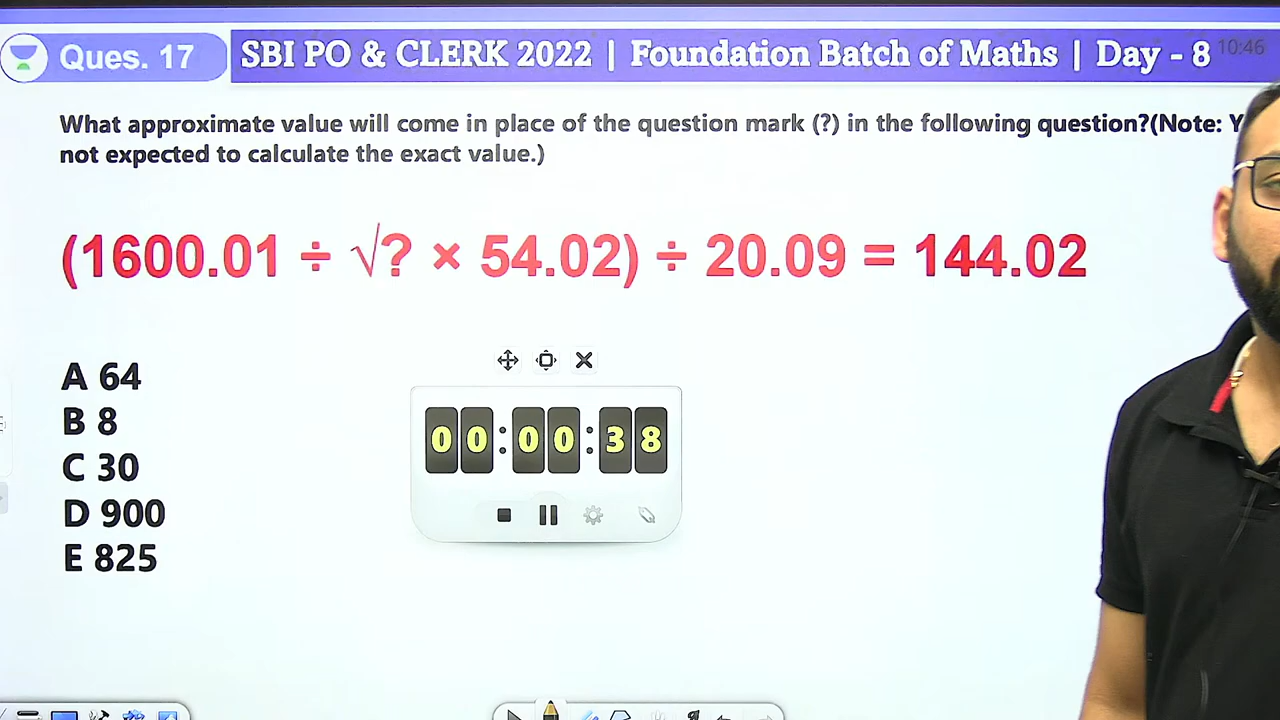 Ques. 17
SBI PO & CLERK 2022 | Foundation Batch of Maths | Day - 8
10:46
What approximate value will come in place of the question mark (?) in the following question?(Note: Y
not expected to calculate the exact value.)
(1600.01 ÷ √? × 54.02) ÷ 20.09 = 144.02
A 64
B 8
C 30
D 900
E 825
00:00:38